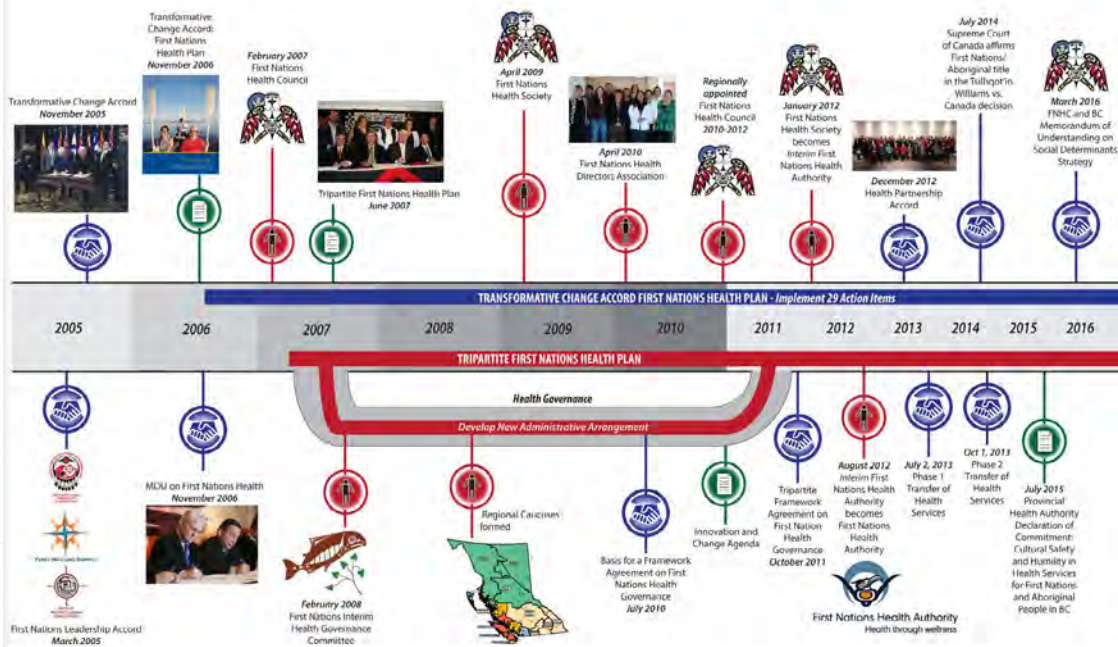 Transformative
Change Accord:
First Nations
Health Plan
November 2006
Transformative Change Accord
November 2005
February 2007
First Nations
Health Council
Tripartite First Nations Health Plan
June 2007
April 2009
First Nations
Health Society
April 2010
First Nations Health
Directors Association
Regionally
appointed
First Nations
Health Council
2010-2012
January 2012
First Nations
Health Society
becomes
Interim First
Nations Health
Authority
December 2012
Health Partnership
Accord
July 2014
Supreme Court
of Canada affirms
First Nations/
Aboriginal title
in the Tsilhqot'in
Williams vs.
Canada decision
March 2016
FNHC and BC
Memorandum of
Understanding on
Social Determinants
Strategy
TRANSFORMATIVE CHANGE ACCORD FIRST NATIONS HEALTH PLAN - Implement 29 Action Items
2005 2006 2007 2008 2009 2010 2011 2012 2013 2014 2015 2016
TRIPARTITE FIRST NATIONS HEALTH PLAN
Health Governance
Develop New Administrative Arrangement
First Nations Leadership Accord
March 2005
MOU on First Nations Health
November 2006
February 2008
First Nations Interim
Health Governance
Committee
Regional Caucuses
formed
Basis for a Framework
Agreement on First
Nations Health
Governance
July 2010
Innovation and
Change Agenda
Tripartite
Framework
Agreement on
First Nation
Health
Governance
October 2011
August 2012
Interim First
Nations Health
Authority
becomes
First Nations
Health
Authority
First Nations Health Authority
Health through wellness
July 2, 2013
Phase 1
Transfer of
Health
Services
Oct 1, 2013
Phase 2
Transfer of
Health
Services
July 2015
Provincial
Health Authority
Declaration of
Commitment:
Cultural Safety
and Humility in
Health Services
for First Nations
and Aboriginal
People in BC